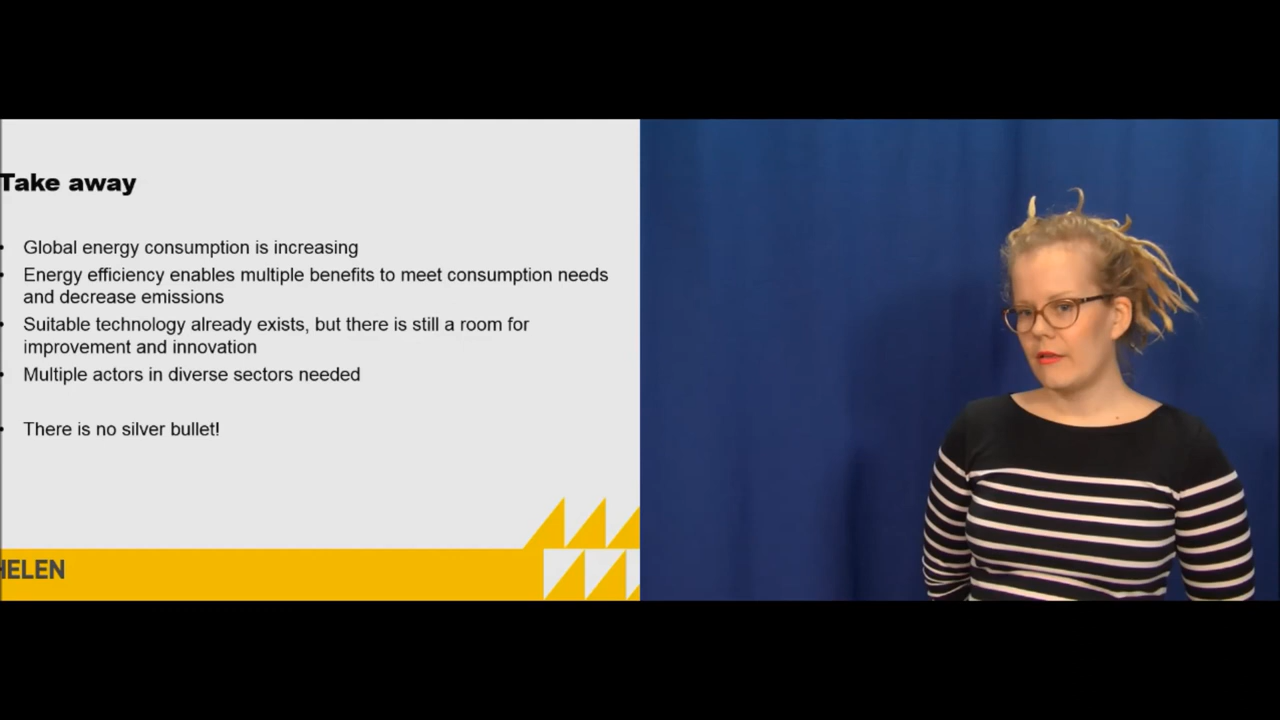 Take away
• Global energy consumption is increasing
• Energy efficiency enables multiple benefits to meet consumption needs
and decrease emissions
• Suitable technology already exists, but there is still a room for
improvement and innovation
• Multiple actors in diverse sectors needed
• There is no silver bullet!
HELEN